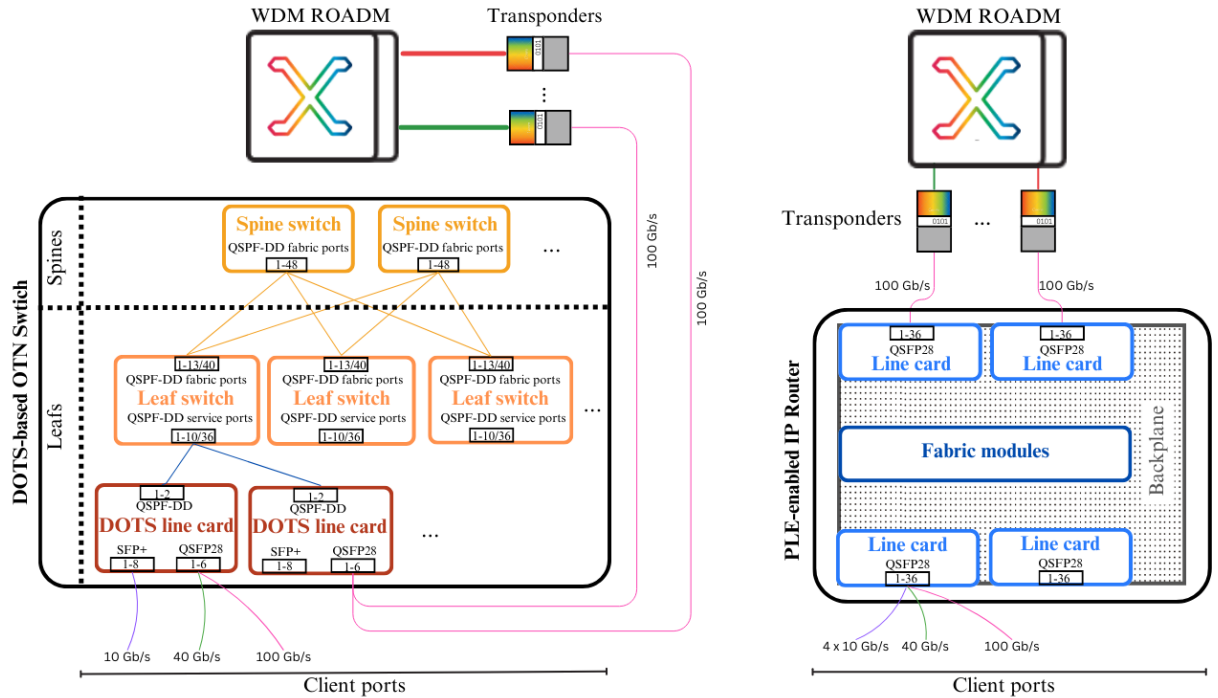 WDM ROADM
Transponders
0101
...
0101
100 Gb/s
100 Gb/s
DOTS-based OTN Swtich
Spines
Spine switch
QSPF-DD fabric ports
1-48
Spine switch
QSPF-DD fabric ports
1-48
...
Leafs
1-13/40
QSPF-DD fabric ports
Leaf switch
QSPF-DD service ports
1-10/36
1-13/40
QSPF-DD fabric ports
Leaf switch
QSPF-DD service ports
1-10/36
1-13/40
QSPF-DD fabric ports
Leaf switch
QSPF-DD service ports
1-10/36
...
1-2
QSPF-DD
DOTS line card
SFP+
1-8
QSFP28
1-6
1-2
QSPF-DD
DOTS line card
SFP+
1-8
QSFP28
1-6
...
10 Gb/s
40 Gb/s
100 Gb/s
Client ports
WDM ROADM
Transponders
0101
...
0101
100 Gb/s
100 Gb/s
PLE-enabled IP Router
1-36
QSFP28
Line card
1-36
QSFP28
Line card
Fabric modules
Backplane
Line card
QSFP28
1-36
Line card
QSFP28
1-36
4 x 10 Gb/s
40 Gb/s
100 Gb/s
Client ports